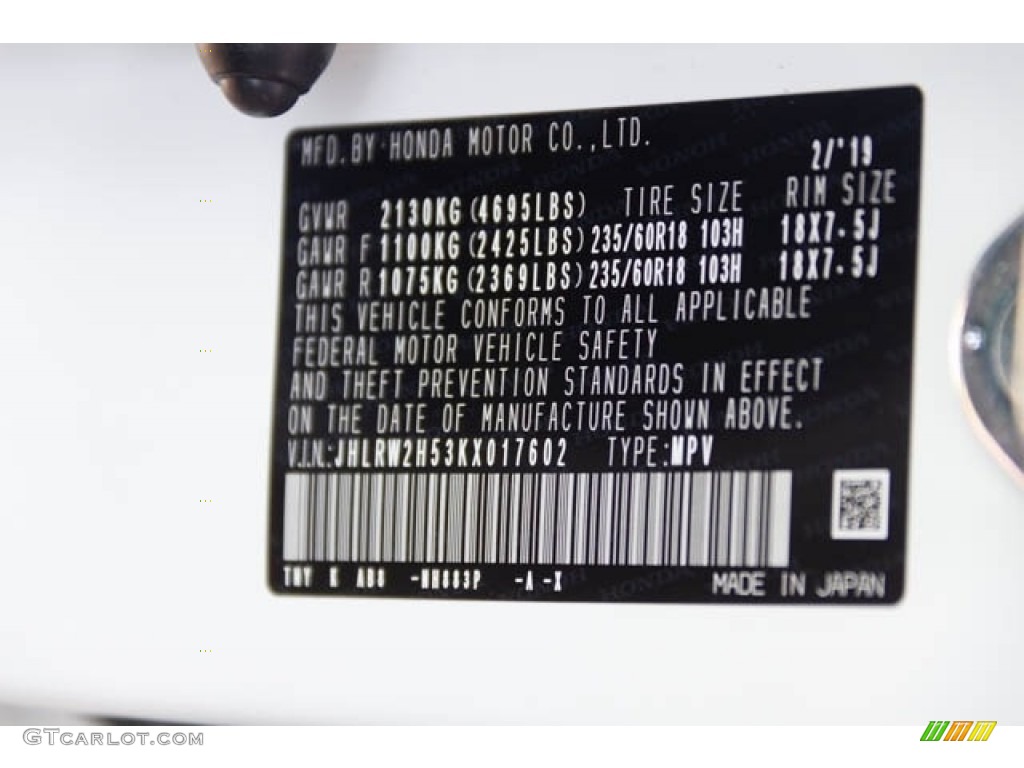 MFD.BY HONDA MOTOR CO.,LTD.
2/'19
GVWR 2130KG(4695LBS) TIRE SIZE RIM SIZE
GAWR F 1100KG(2425LBS) 235/60R18 103H 18X7.5J
GAWR R 1075KG(2369LBS) 235/60R18 103H 18X7.5J
THIS VEHICLE CONFORMS TO ALL APPLICABLE
FEDERAL MOTOR VEHICLE SAFETY
AND THEFT PREVENTION STANDARDS IN EFFECT
ON THE DATE OF MANUFACTURE SHOWN ABOVE.
V.I.N.:JHLRW2H53KX017602 TYPE:MPV
TNY K AB8 -NH883P -A-X
MADE IN JAPAN
GTCARLOT.COM